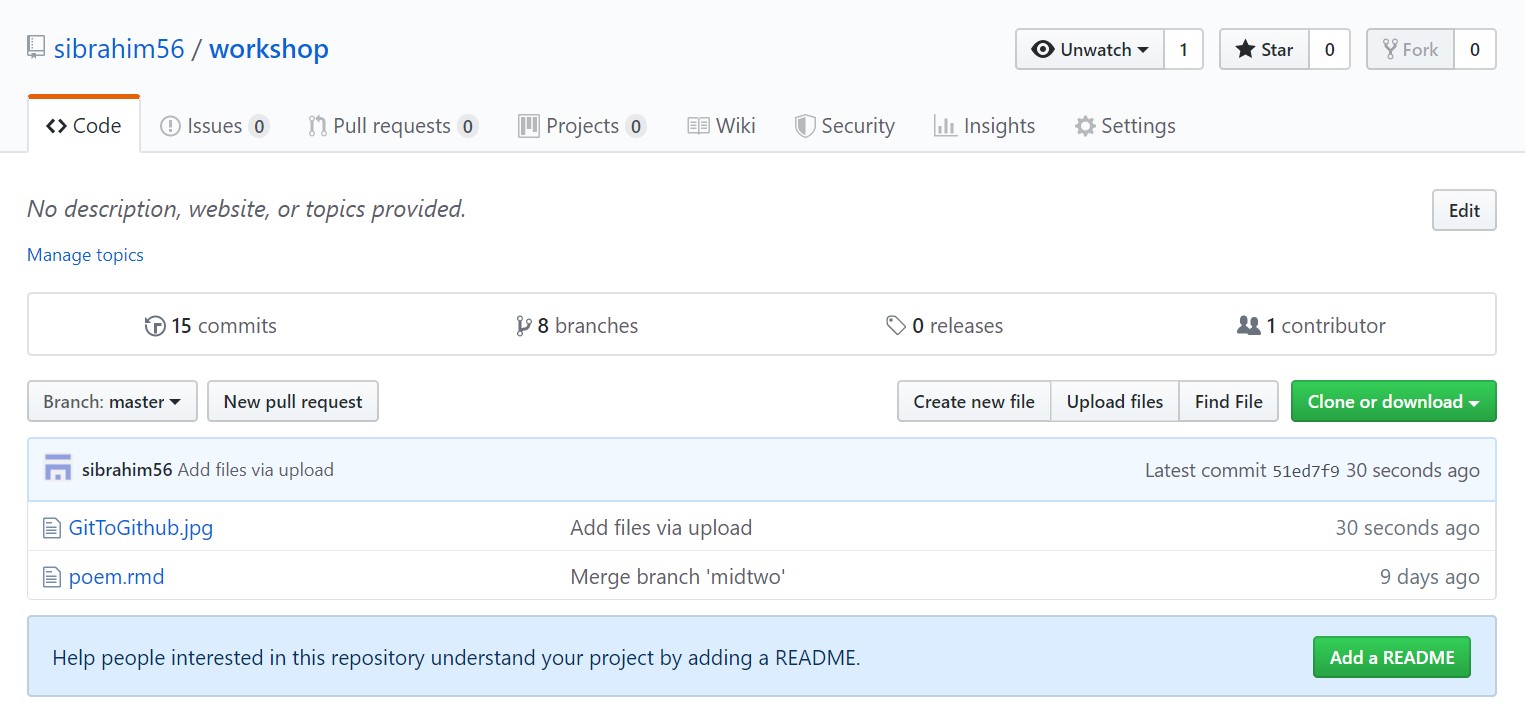 sibrahim56 / workshop
Unwatch 1 Star 0 Fork 0
Code Issues 0 Pull requests 0 Projects 0 Wiki Security Insights Settings
No description, website, or topics provided. Edit
Manage topics
15 commits 8 branches 0 releases 1 contributor
Branch: master New pull request Create new file Upload files Find File Clone or download
sibrahim56 Add files via upload Latest commit 51ed7f9 30 seconds ago
GitToGithub.jpg Add files via upload 30 seconds ago
poem.rmd Merge branch 'midtwo' 9 days ago
Help people interested in this repository understand your project by adding a README. Add a README